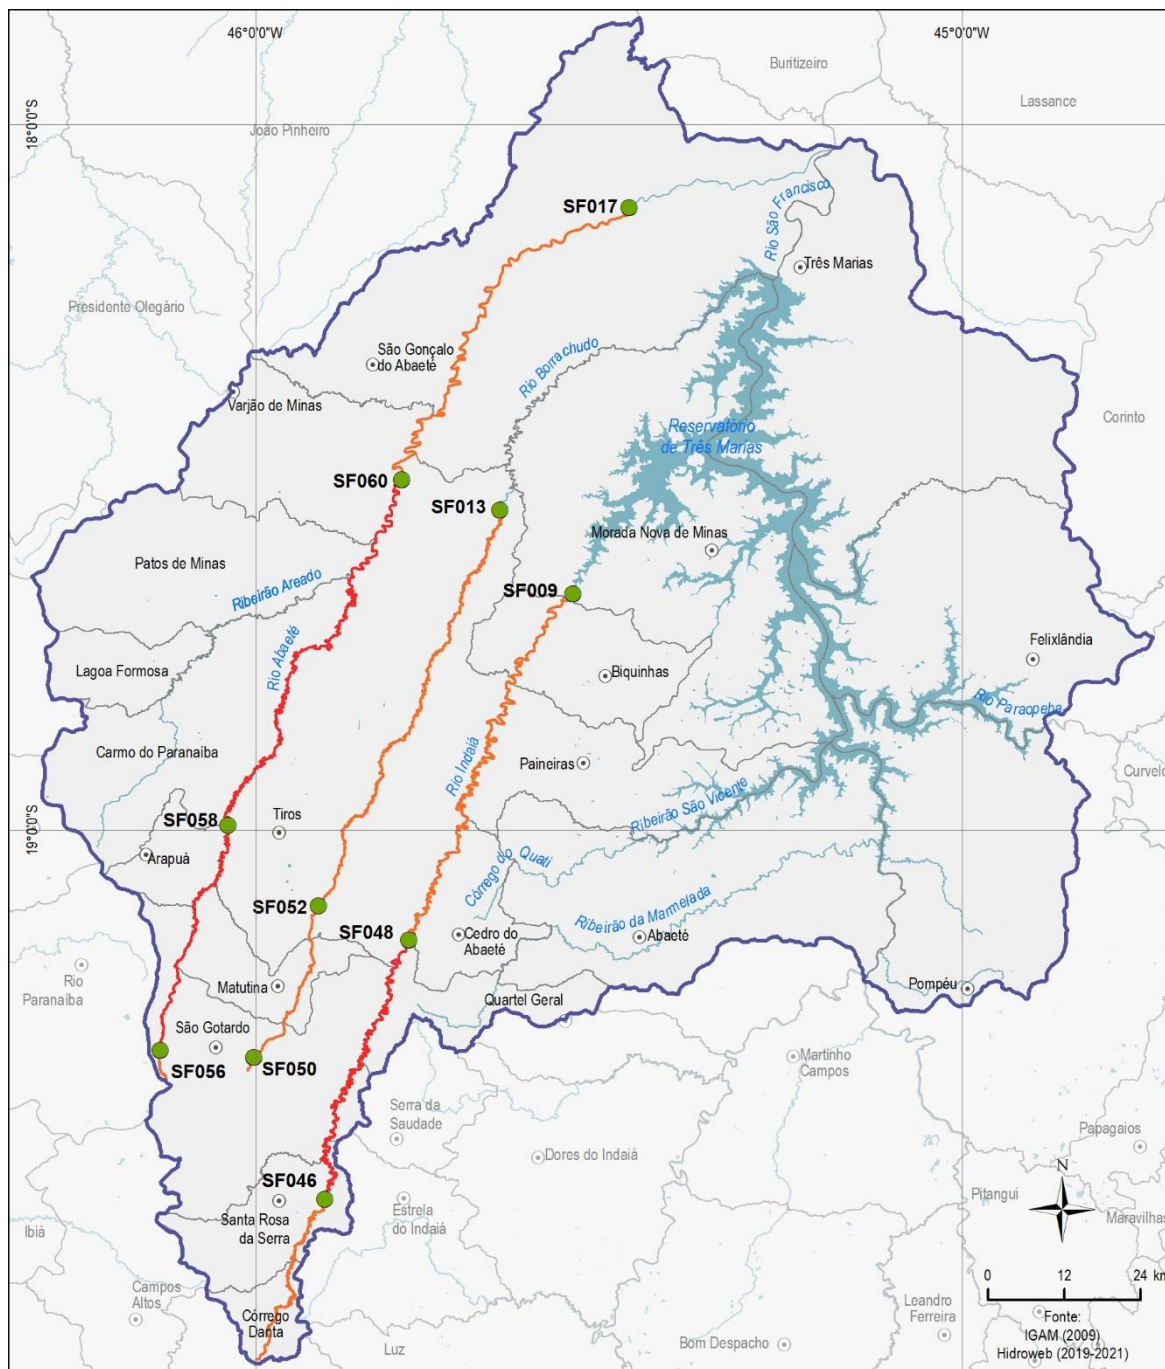 46°0'0"W
45°0'0"W
Buritizeiro
Lassance
18°0'0"S
João Pinheiro
SF017
Rio São Francisco
Três Marias
Presidente Olegário
São Gonçalo
do Abaeté
Rio Borrachudo
Varjão de Minas
Corinto
Reservatório
de Três Marias
SF060
SF013
Morada Nova de Minas
Patos de Minas
Ribeirão Areado
SF009
Rio Abaeté
Felixlândia
Lagoa Formosa
Biquinhas
Rio Paraopeba
Carmo do Paranaíba
Rio Indaiá
Paineiras
Curvelo
Ribeirão São Vicente
SF058
Tiros
19°0'0"S
Arapuá
Córrego do Quati
SF052
Ribeirão da Marmelada
SF048
Cedro do
Abaeté
Abaeté
Rio
Paranaíba
Matutina
Pompéu
Quartel Geral
São Gotardo
SF056
SF050
Martinho
Campos
Serra da
Saudade
Papagaios
Dores do Indaiá
N
SF046
Pitangui
Santa Rosa
da Serra
Estrela
do Indaiá
Maravilhas
Ibiá
Campos
Altos
0 12 24 km
Córrego
Danta
Leandro
Ferreira
Luz
Bom Despacho
Fonte:
IGAM (2009)
Hidroweb (2019-2021)